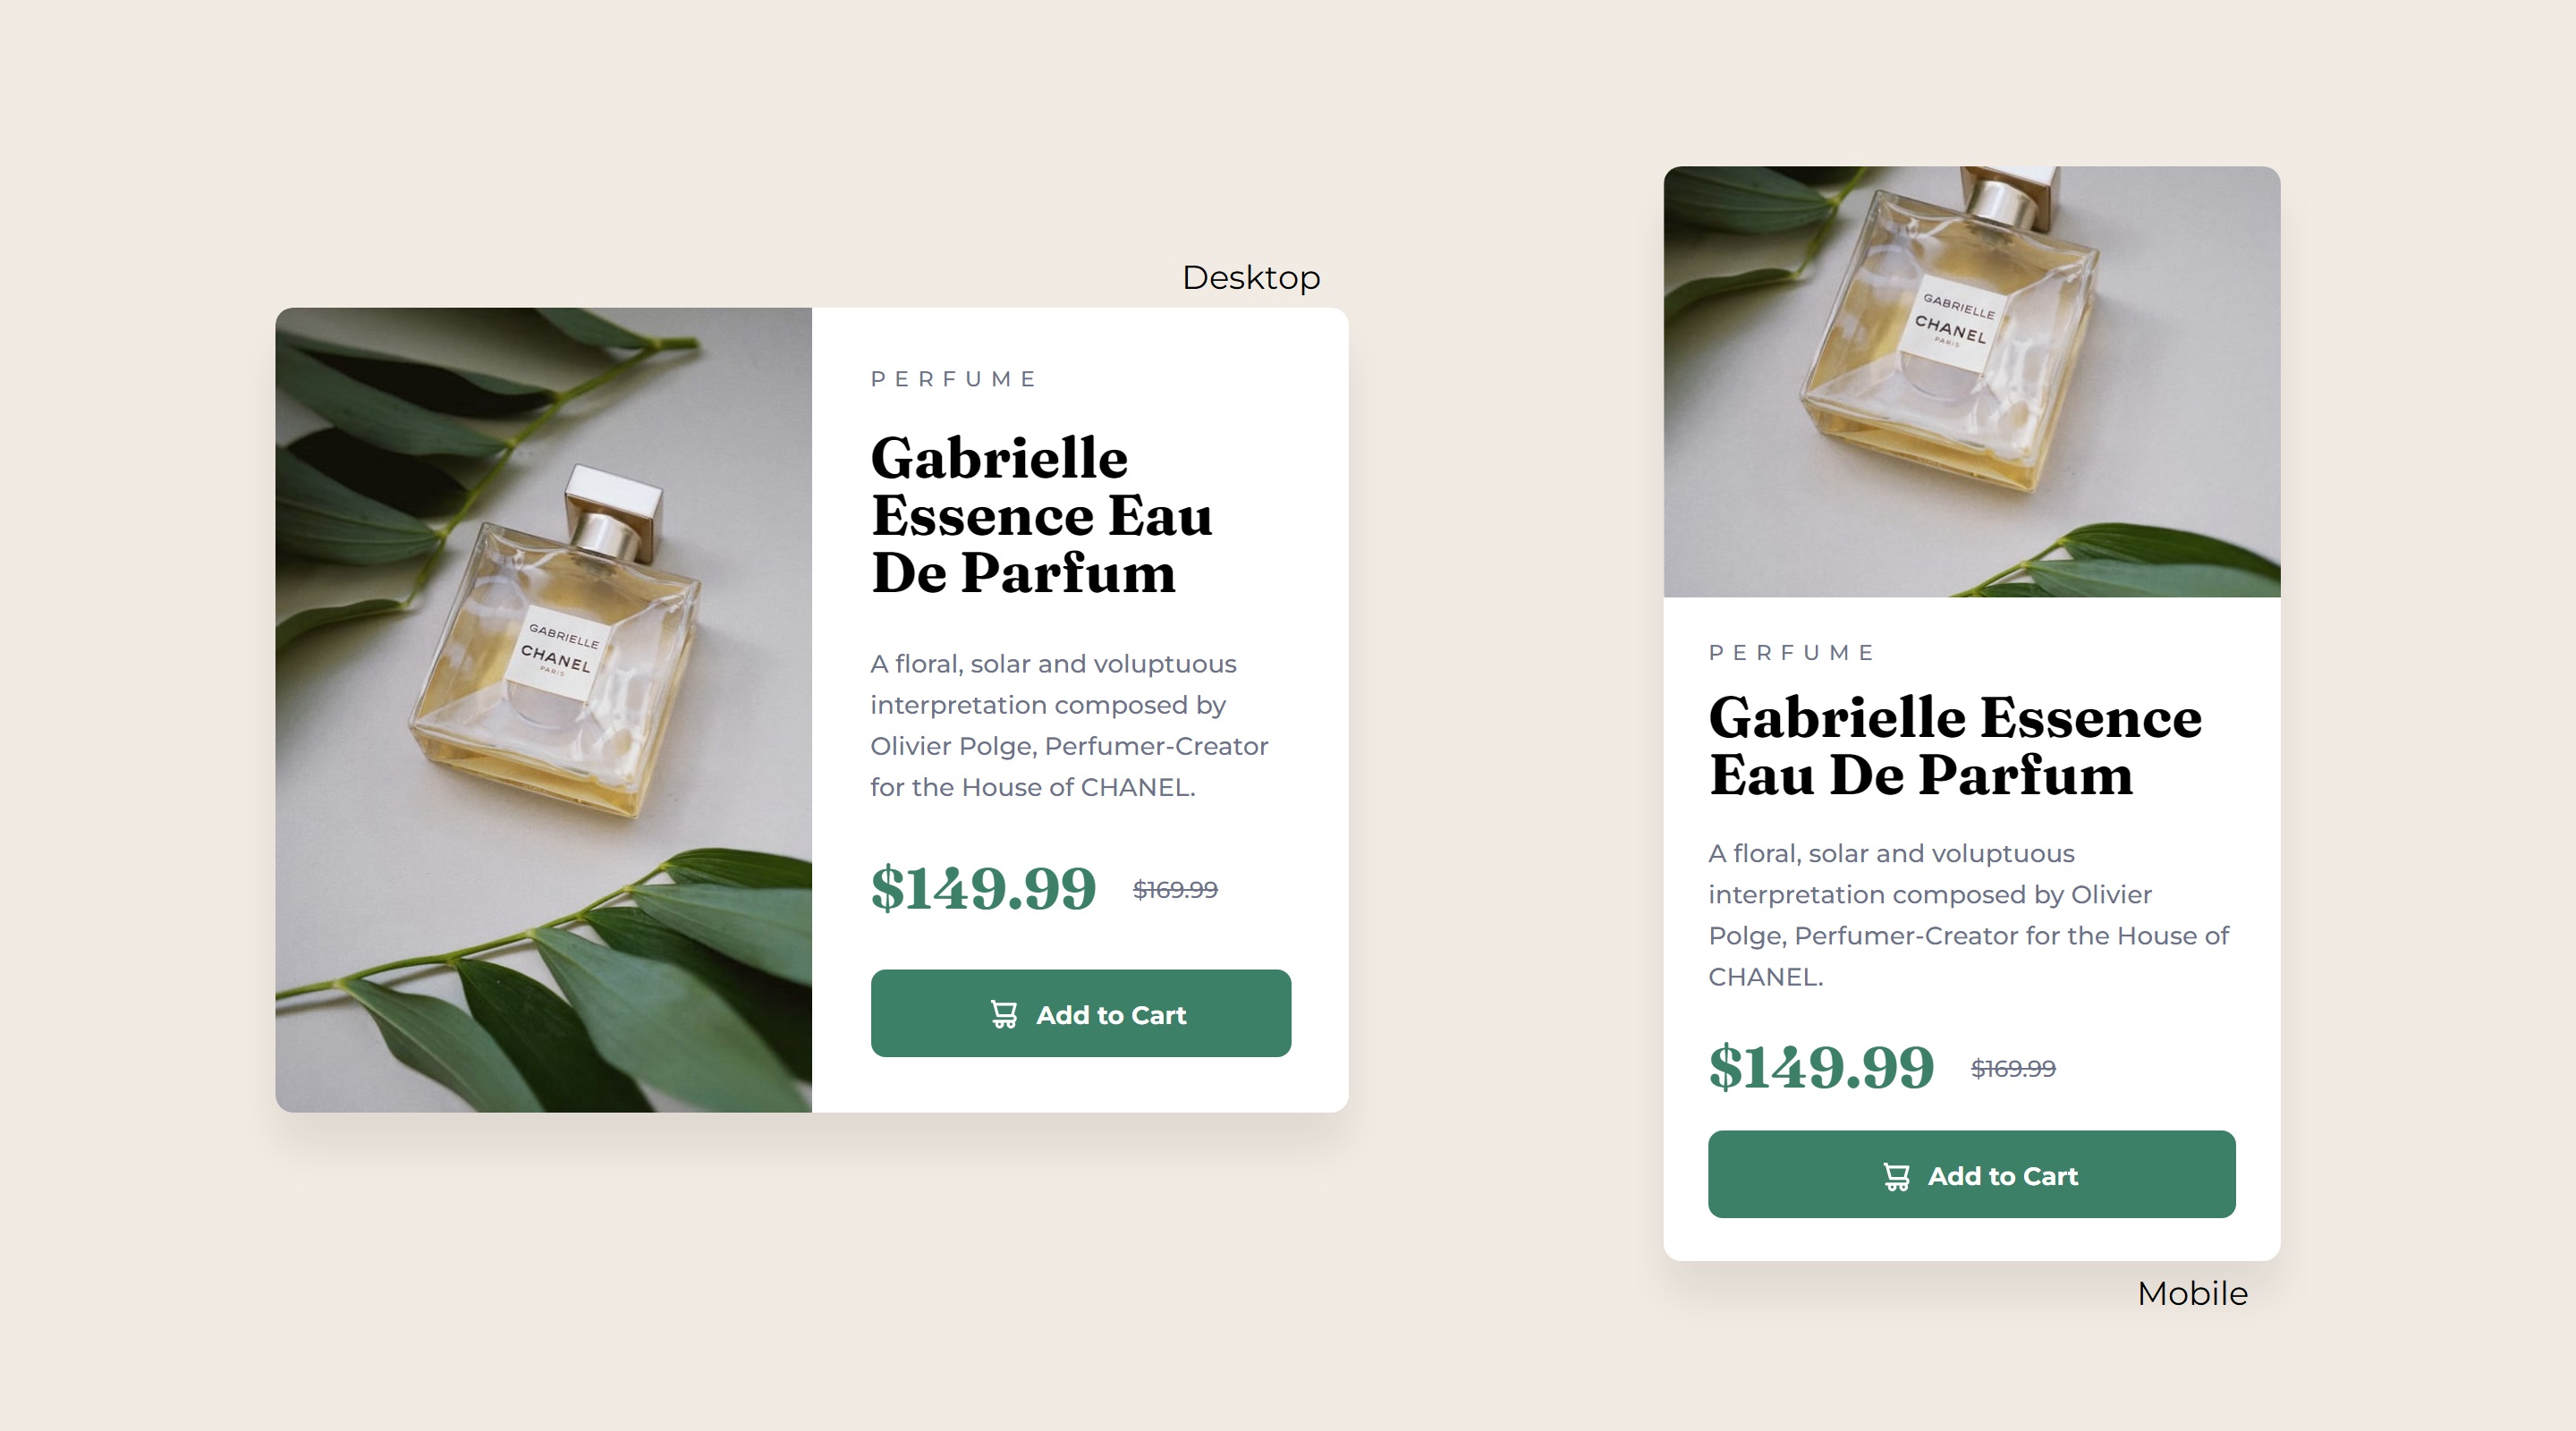 Desktop
GABRIELLE
CHANEL
PARIS
PERFUME
Gabrielle
Essence Eau
De Parfum
A floral, solar and voluptuous
interpretation composed by
Olivier Polge, Perfumer-Creator
for the House of CHANEL.
$149.99 $169.99
Add to Cart
GABRIELLE
CHANEL
PARIS
PERFUME
Gabrielle Essence
Eau De Parfum
A floral, solar and voluptuous
interpretation composed by Olivier
Polge, Perfumer-Creator for the House of
CHANEL.
$149.99 $169.99
Add to Cart
Mobile